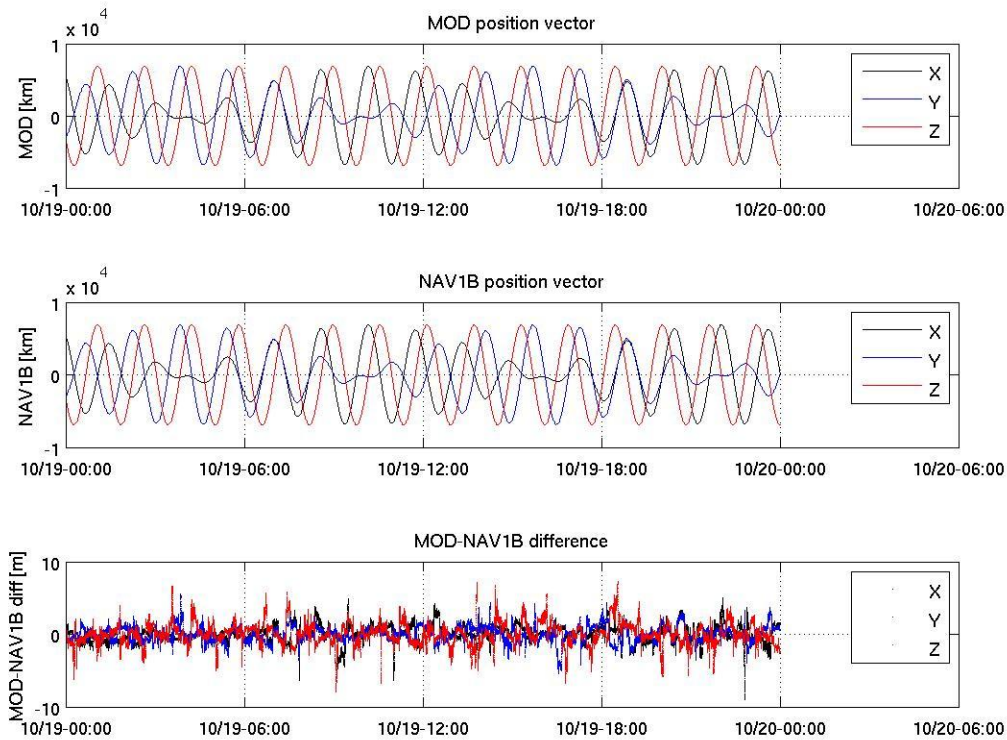 MOD position vector
x 10^4
1
0
-1
MOD [km]
X
Y
Z
10/19-00:00 10/19-06:00 10/19-12:00 10/19-18:00 10/20-00:00 10/20-06:00
NAV1B position vector
x 10^4
1
0
-1
NAV1B [km]
X
Y
Z
10/19-00:00 10/19-06:00 10/19-12:00 10/19-18:00 10/20-00:00 10/20-06:00
MOD-NAV1B difference
10
0
-10
MOD-NAV1B diff [m]
X
Y
Z
10/19-00:00 10/19-06:00 10/19-12:00 10/19-18:00 10/20-00:00 10/20-06:00